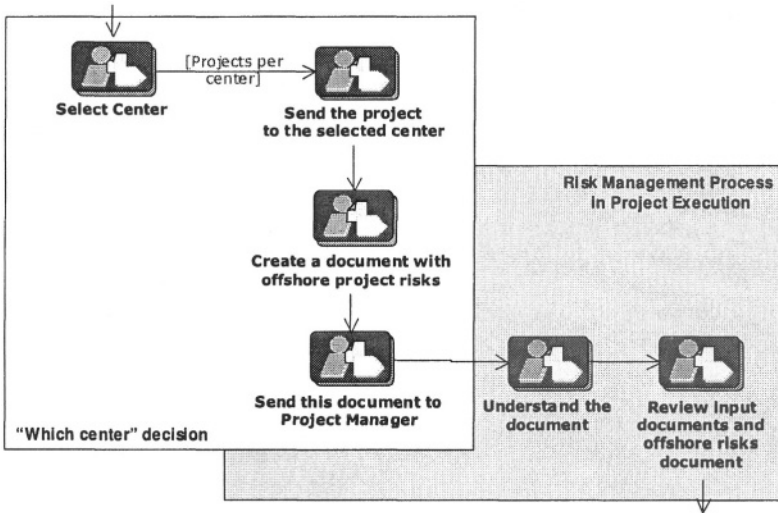 [Projects per
center]
Select Center
Send the project
to the selected center
Risk Management Process
in Project Execution
Create a document with
offshore project risks
Send this document to
Project Manager
Understand the
document
Review input
documents and
offshore risks
document
“Which center” decision